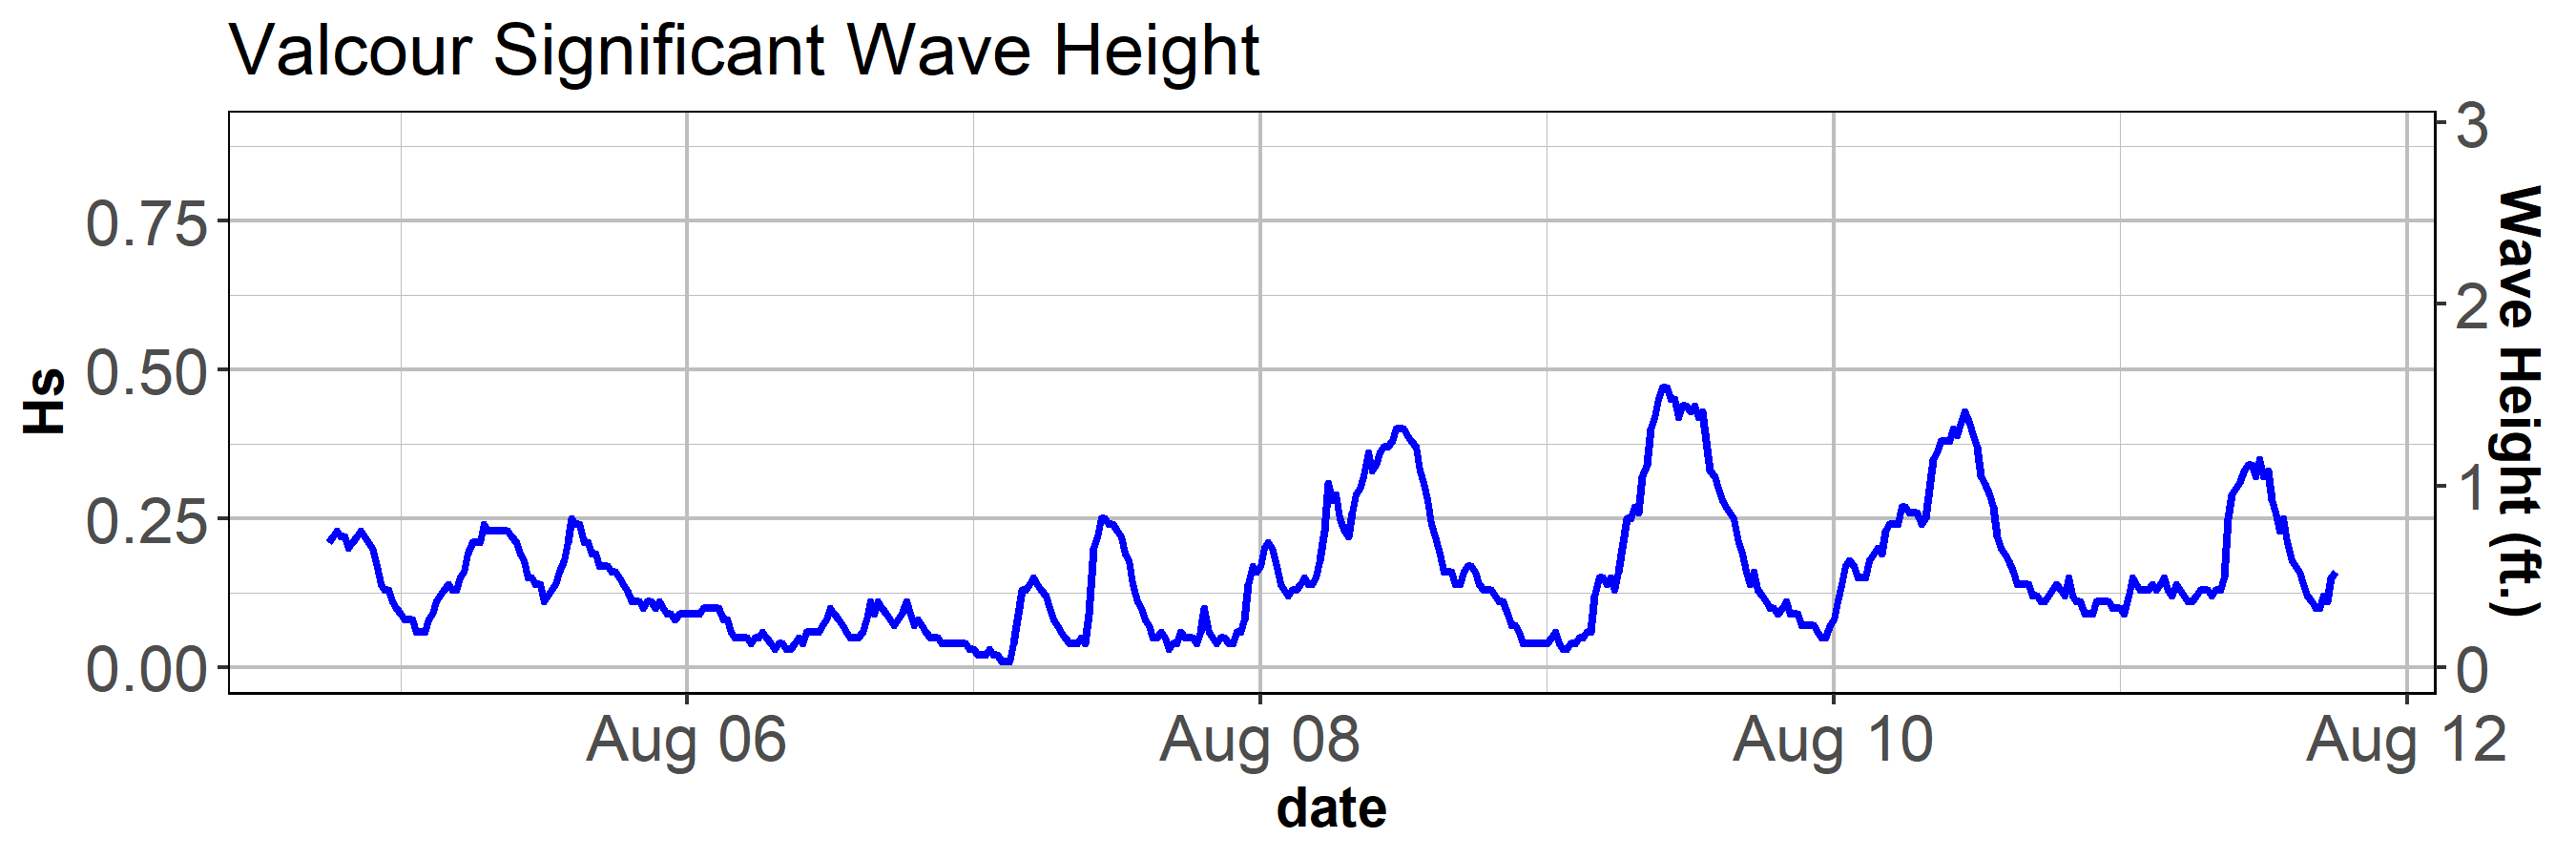 Valcour Significant Wave Height
Hs
0.75
0.50
0.25
0.00
3
2
1
0
Wave Height (ft.)
Aug 06
Aug 08
Aug 10
Aug 12
date